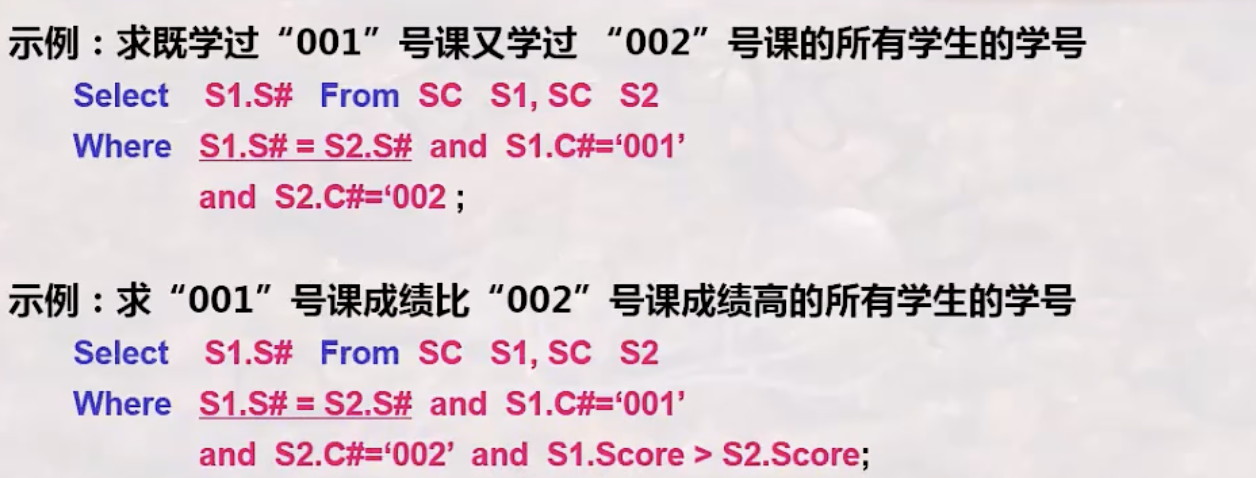 示例：求既学过“001”号课又学过 “002”号课的所有学生的学号
Select S1.S# From SC S1, SC S2
Where S1.S# = S2.S# and S1.C#=‘001’
and S2.C#=‘002 ;
示例：求“001”号课成绩比“002”号课成绩高的所有学生的学号
Select S1.S# From SC S1, SC S2
Where S1.S# = S2.S# and S1.C#=‘001’
and S2.C#=‘002’ and S1.Score > S2.Score;